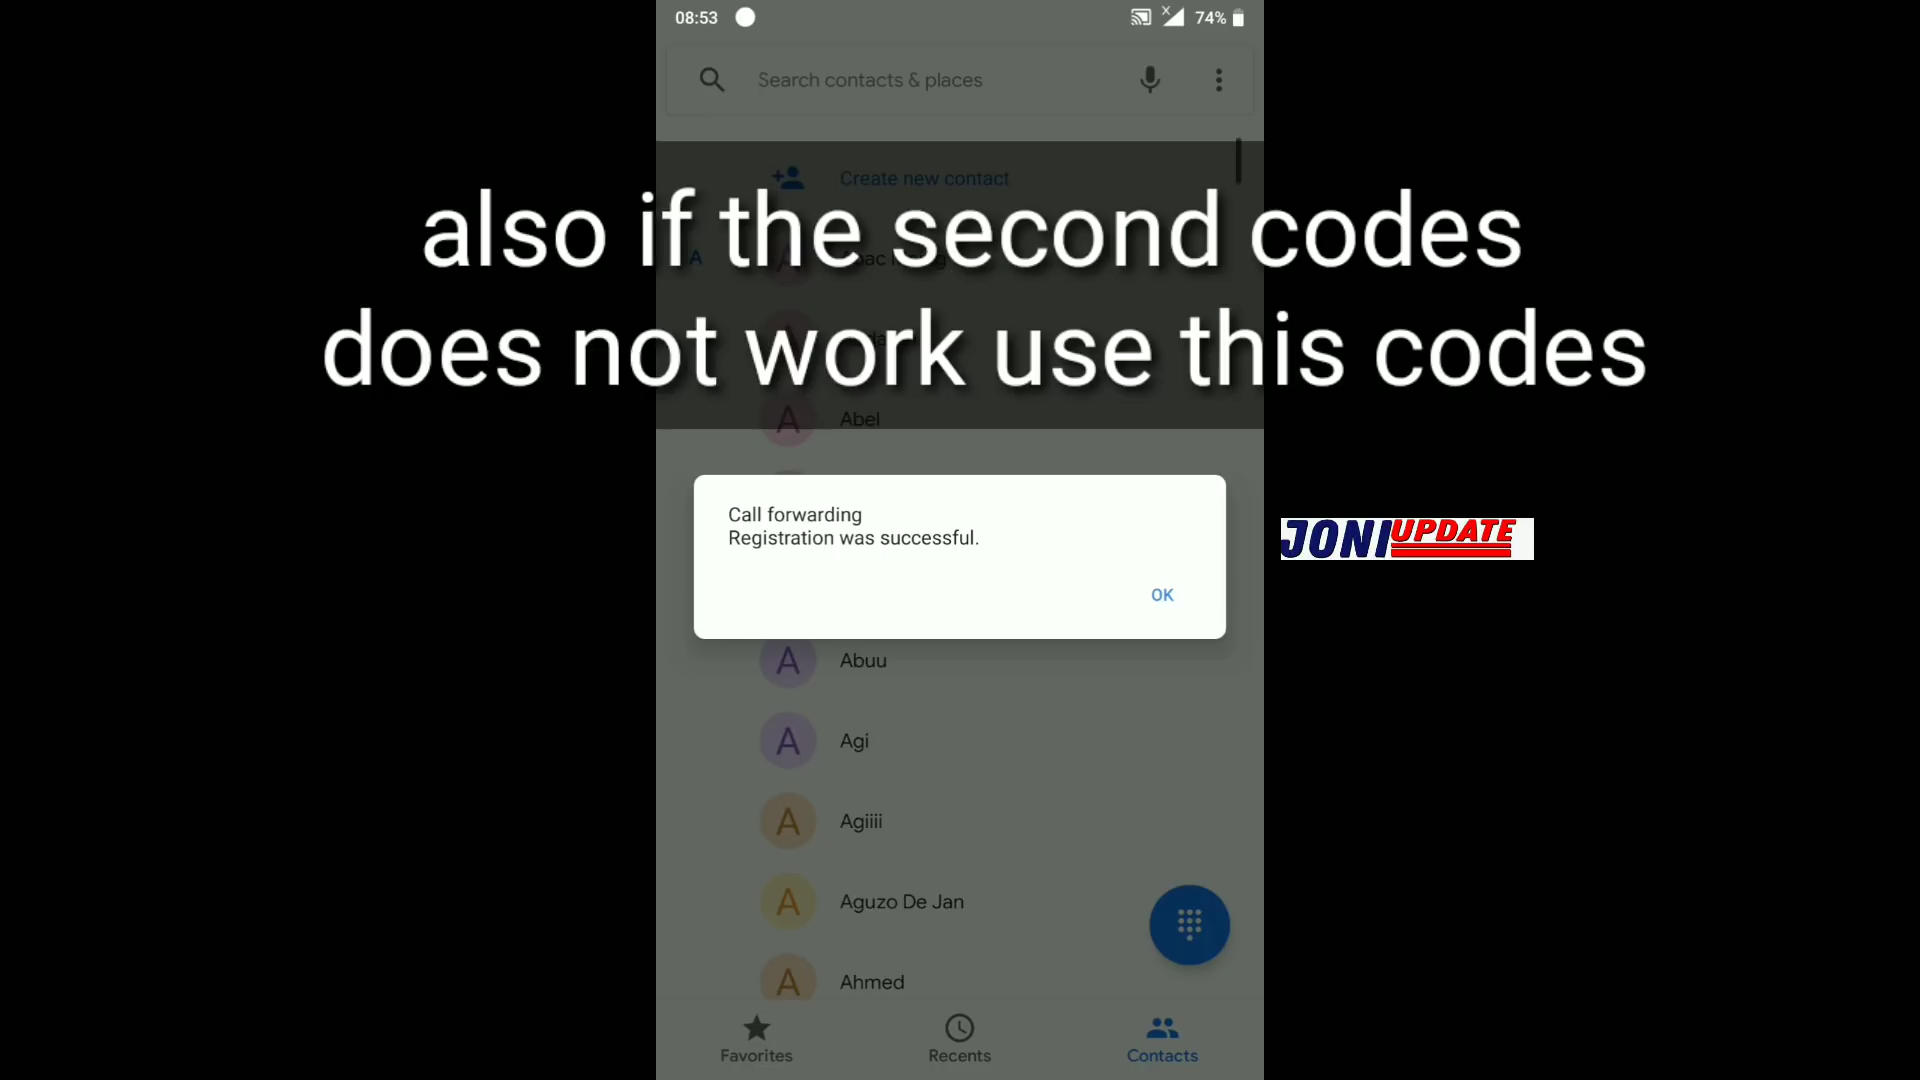 08:53
74%
Search contacts & places
Create new contact
also if the second codes
A
does not work use this codes
A Abel
Call forwarding
Registration was successful.
OK
JONI UPDATE
A Abuu
A Agi
A Agiiii
A Aguzo De Jan
A Ahmed
Favorites Recents Contacts